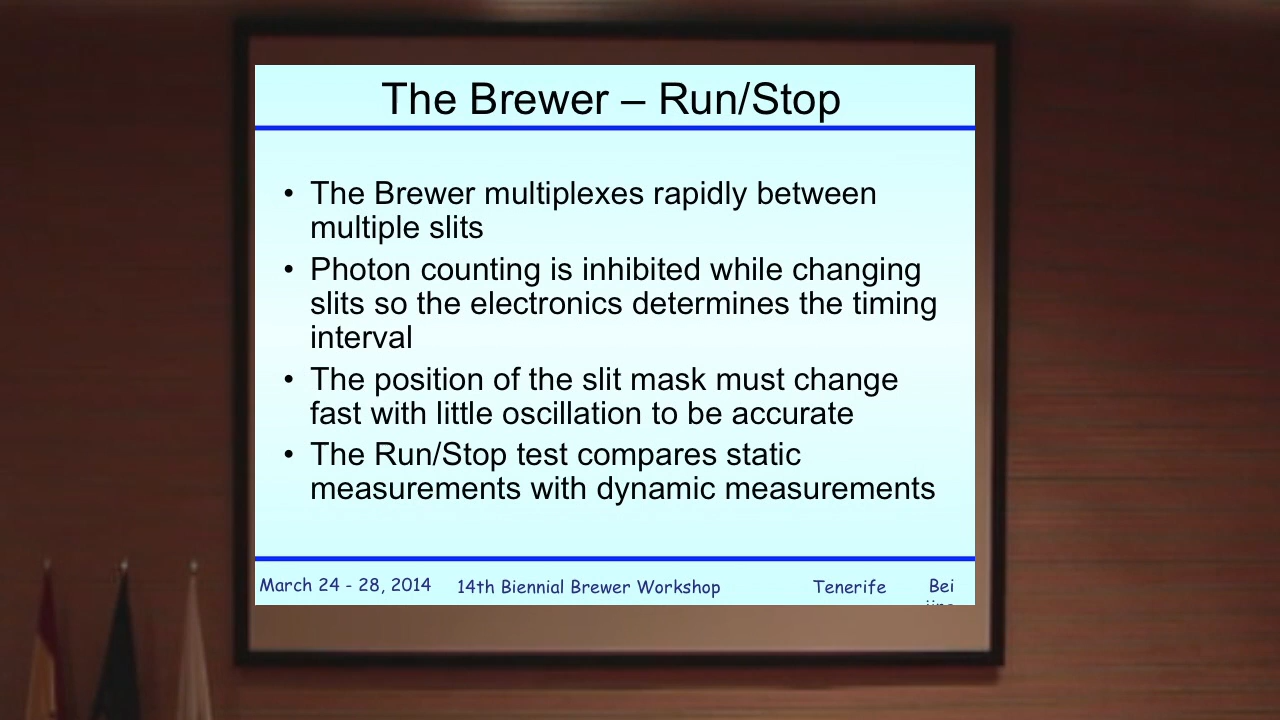 The Brewer – Run/Stop
• The Brewer multiplexes rapidly between
multiple slits
• Photon counting is inhibited while changing
slits so the electronics determines the timing
interval
• The position of the slit mask must change
fast with little oscillation to be accurate
• The Run/Stop test compares static
measurements with dynamic measurements
March 24 - 28, 2014 14th Biennial Brewer Workshop Tenerife Bei